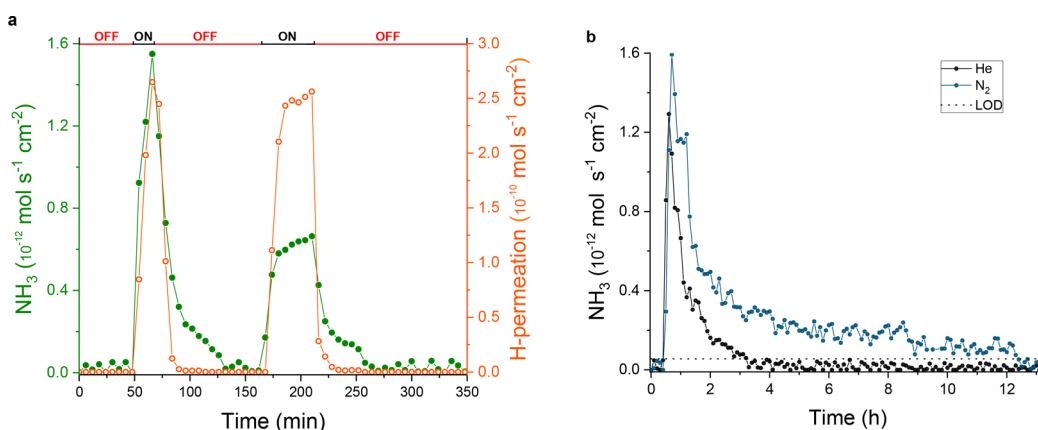 a
OFF ON OFF ON OFF
1.6
1.2
0.8
0.4
0.0
NH3 (10-12 mol s-1 cm-2)
3.0
2.5
2.0
1.5
1.0
0.5
0.0
H-permeation (10-10 mol s-1 cm-2)
0 50 100 150 200 250 300 350
Time (min)
b
1.6
1.2
0.8
0.4
0.0
NH3 (10-12 mol s-1 cm-2)
He
N2
LOD
0 2 4 6 8 10 12
Time (h)